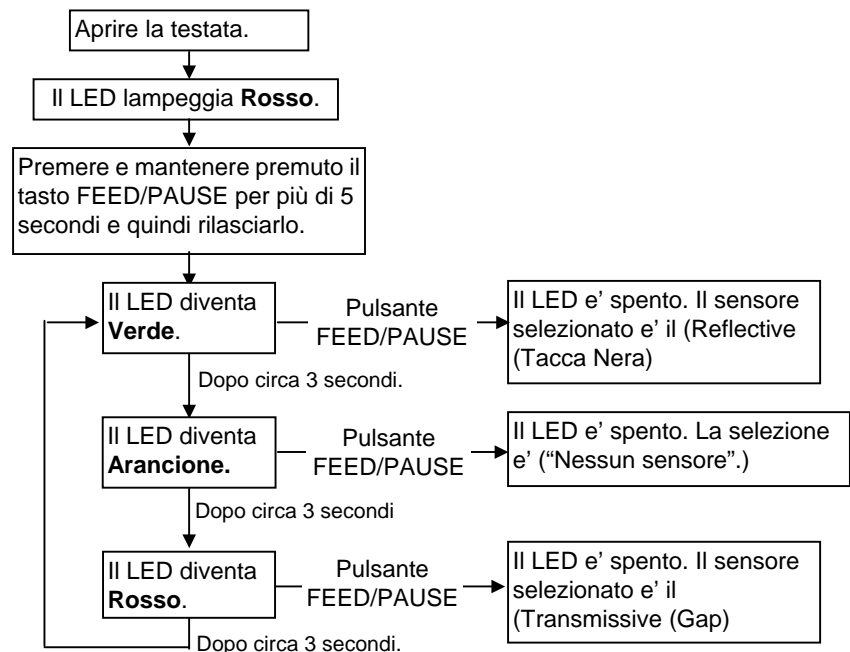 Aprire la testata.
Il LED lampeggia Rosso.
Premere e mantenere premuto il
tasto FEED/PAUSE per più di 5
secondi e quindi rilasciarlo.
Il LED diventa
Verde.
Pulsante
FEED/PAUSE
Il LED e' spento. Il sensore
selezionato e' il (Reflective
(Tacca Nera)
Dopo circa 3 secondi.
Il LED diventa
Arancione.
Pulsante
FEED/PAUSE
Il LED e' spento. La selezione
e' (“Nessun sensore”.)
Dopo circa 3 secondi
Il LED diventa
Rosso.
Pulsante
FEED/PAUSE
Il LED e' spento. Il sensore
selezionato e' il
(Transmissive (Gap)
Dopo circa 3 secondi.